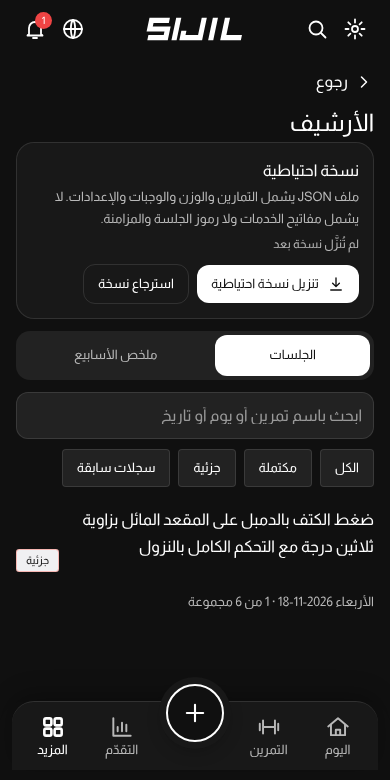 1
SIJIL
رجوع
الأرشيف
نسخة احتياطية
ملف JSON يشمل التمارين والوزن والوجبات والإعدادات. لا
يشمل مفاتيح الخدمات ولا رموز الجلسة والمزامنة.
لم تُنزَّل نسخة بعد
تنزيل نسخة احتياطية
استرجاع نسخة
الجلسات
ملخص الأسابيع
ابحث باسم تمرين أو يوم أو تاريخ
الكل
مكتملة
جزئية
سجلات سابقة
ضغط الكتف بالدمبل على المقعد المائل بزاوية
ثلاثين درجة مع التحكم الكامل بالنزول
جزئية
الأربعاء 2026-11-18 · 1 من 6 مجموعة
اليوم
التمرين
التقدّم
المزيد